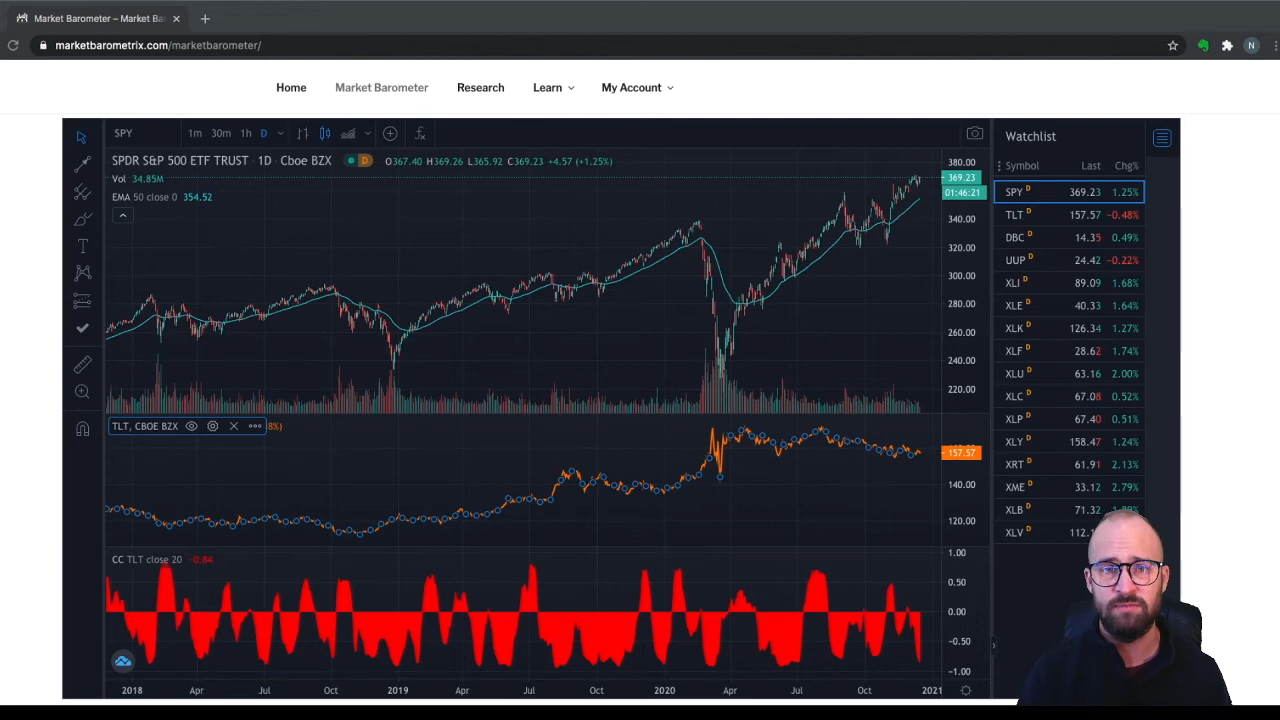 Market Barometer – Market Ba
marketbarometrix.com/marketbarometer/
N
Home Market Barometer Research Learn My Account
SPY 1m 30m 1h D
SPDR S&P 500 ETF TRUST · 1D · Cboe BZX D O367.40 H369.26 L365.92 C369.23 +4.57 (+1.25%)
Vol 34.85M
EMA 50 close 0 354.52
380.00
369.23
01:46:21
340.00
320.00
300.00
280.00
260.00
240.00
220.00
TLT, CBOE BZX 8%)
157.57
140.00
120.00
CC TLT close 20 −0.84
1.00
0.50
0.00
−0.50
−1.00
2018 Apr Jul Oct 2019 Apr Jul Oct 2020 Apr Jul Oct 2021
Watchlist
Symbol Last Chg%
SPY D 369.23 1.25%
TLT D 157.57 −0.48%
DBC D 14.35 0.49%
UUP D 24.42 −0.22%
XLI D 89.09 1.68%
XLE D 40.33 1.64%
XLK D 126.34 1.27%
XLF D 28.62 1.74%
XLU D 63.16 2.00%
XLC D 67.08 0.52%
XLP D 67.40 0.51%
XLY D 158.47 1.24%
XRT D 61.91 2.13%
XME D 33.12 2.79%
XLB D 71.32
XLV D 112.